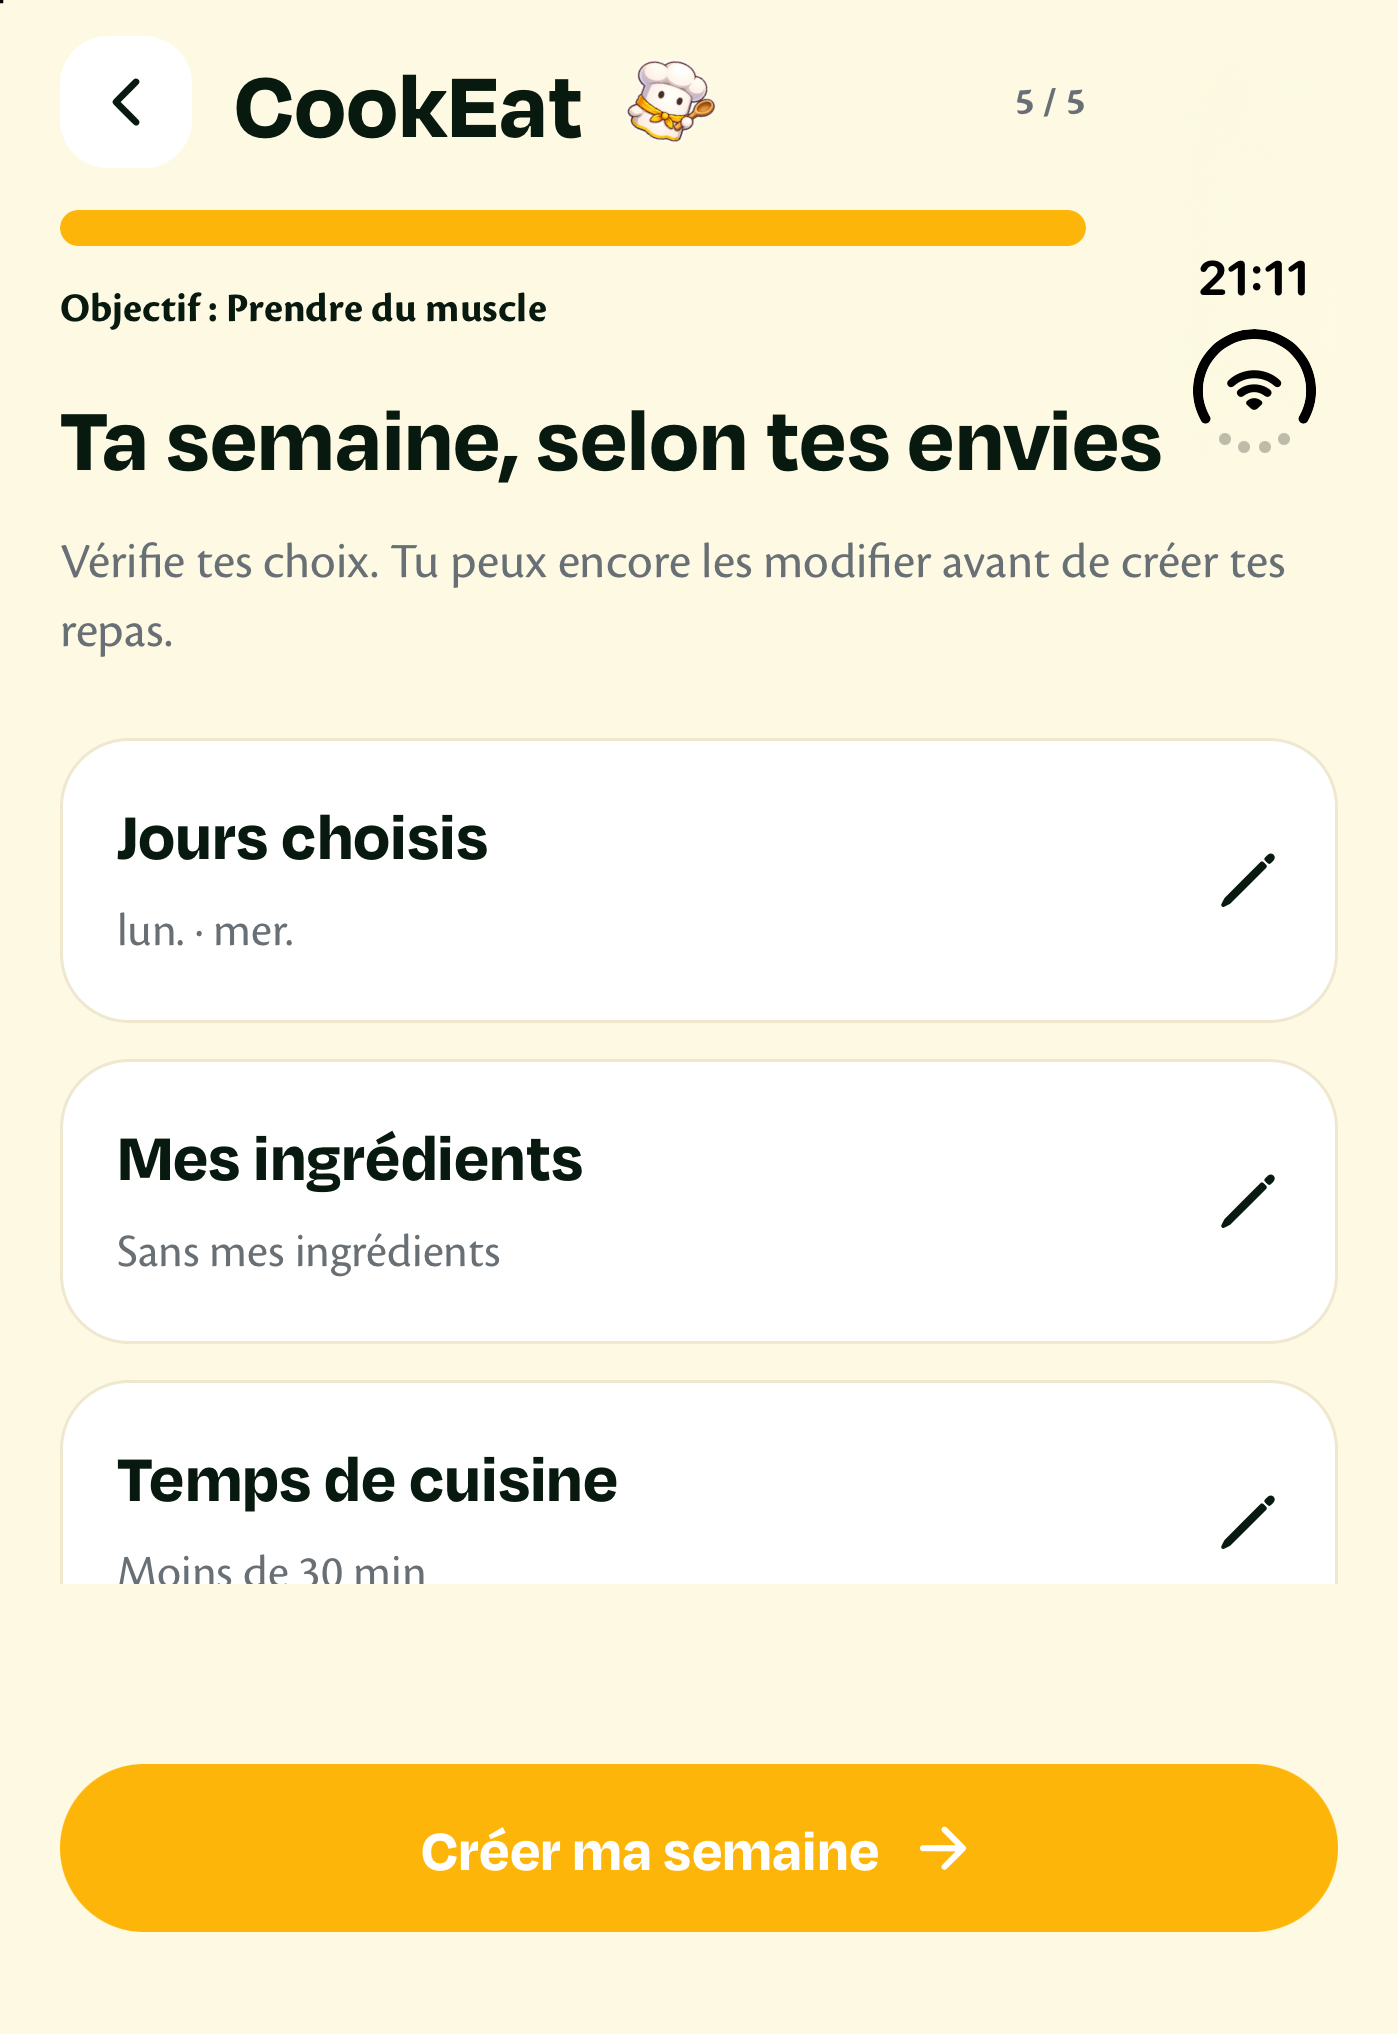 CookEat
5 / 5
21:11
Objectif : Prendre du muscle
Ta semaine, selon tes envies
Vérifie tes choix. Tu peux encore les modifier avant de créer tes
repas.
Jours choisis
lun. · mer.
Mes ingrédients
Sans mes ingrédients
Temps de cuisine
Moins de 30 min
Créer ma semaine